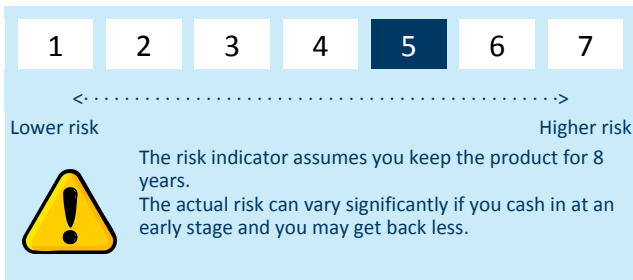 1 2 3 4 5 6 7
<··············································>
Lower risk Higher risk
The risk indicator assumes you keep the product for 8
years.
The actual risk can vary significantly if you cash in at an
early stage and you may get back less.